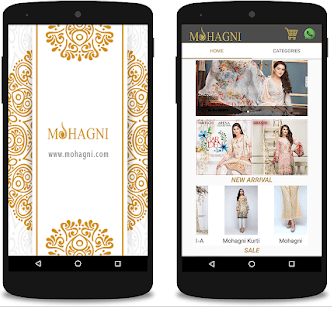 MOHAGNI
www.mohagni.com
MOHAGNI
HOME
CATEGORIES
NEW ARRIVAL
I-A
Mohagni Kurti
Mohagni
SALE